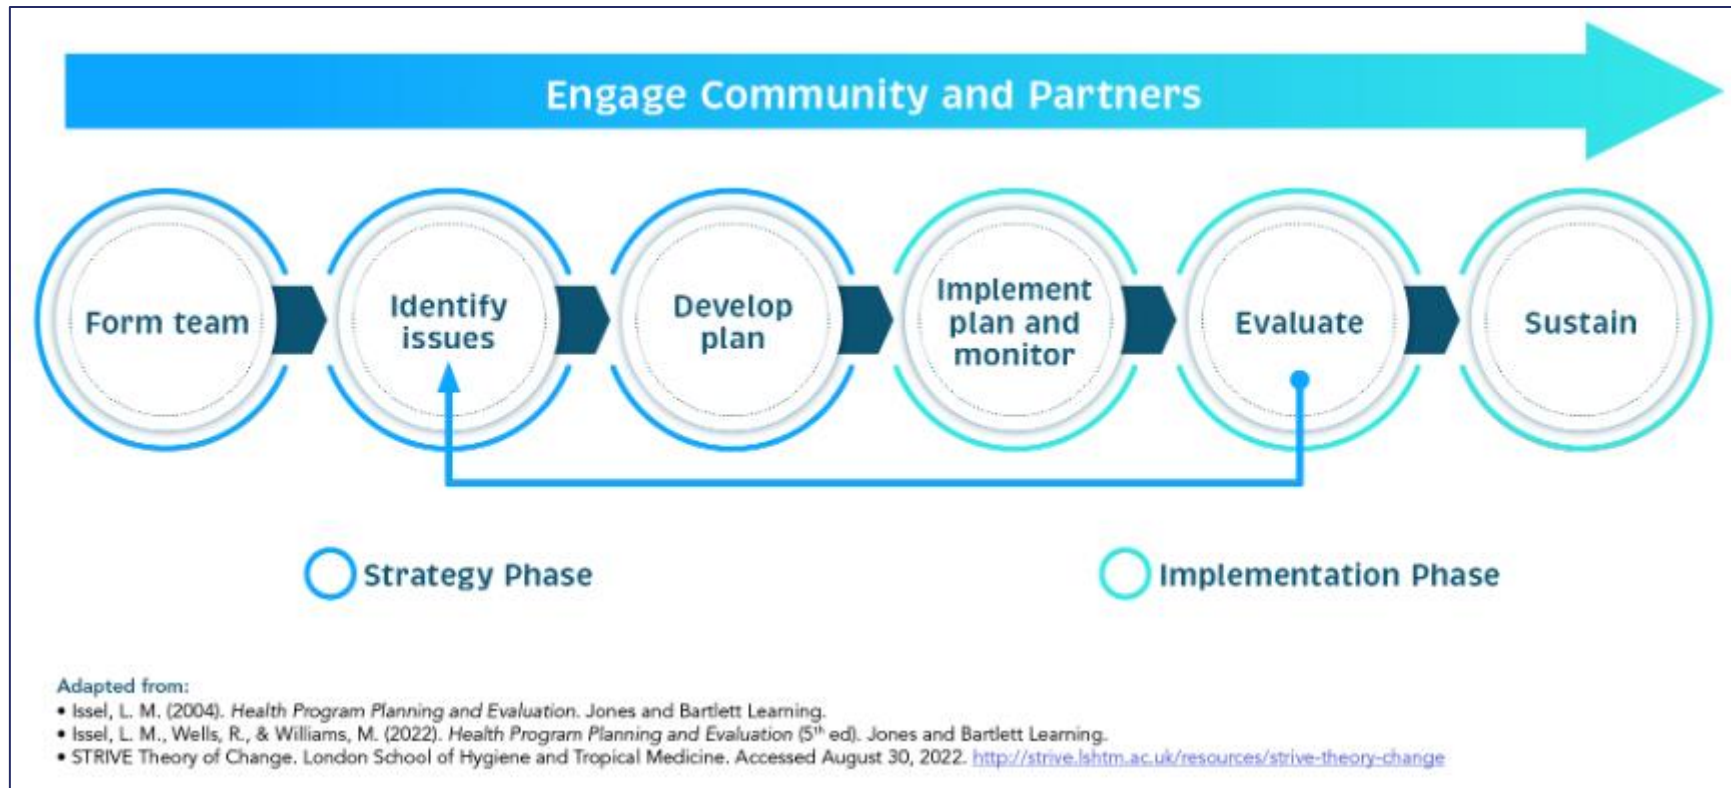 Engage Community and Partners
Form team
Identify
issues
Develop
plan
Implement
plan and
monitor
Evaluate
Sustain
Strategy Phase
Implementation Phase
Adapted from:
• Issel, L. M. (2004). Health Program Planning and Evaluation. Jones and Bartlett Learning.
• Issel, L. M., Wells, R., & Williams, M. (2022). Health Program Planning and Evaluation (5th ed). Jones and Bartlett Learning.
• STRIVE Theory of Change. London School of Hygiene and Tropical Medicine. Accessed August 30, 2022. http://strive.lshtm.ac.uk/resources/strive-theory-change